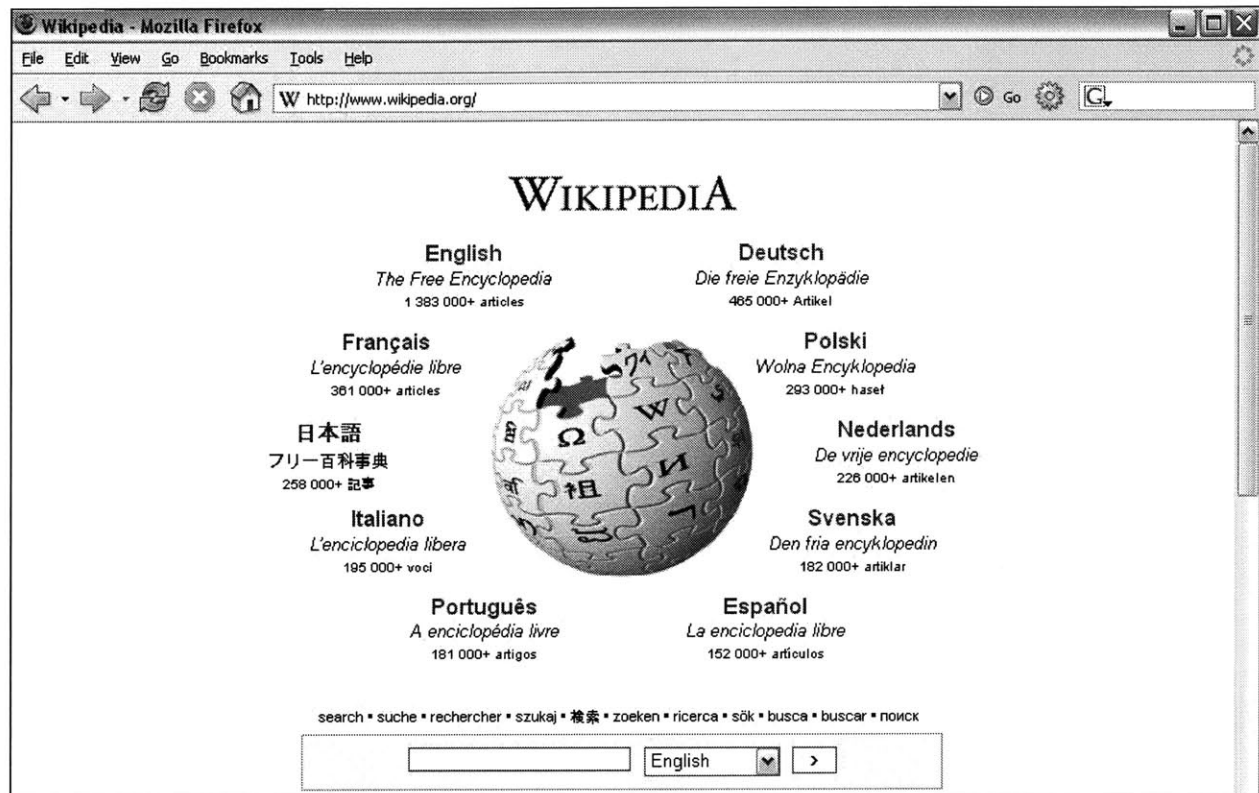 Wikipedia - Mozilla Firefox
File Edit View Go Bookmarks Tools Help
W http://www.wikipedia.org/ Go G
WIKIPEDIA
English
The Free Encyclopedia
1 383 000+ articles
Deutsch
Die freie Enzyklopädie
465 000+ Artikel
Français
L'encyclopédie libre
361 000+ articles
Polski
Wolna Encyklopedia
293 000+ haseł
日本語
フリー百科事典
258 000+ 記事
Nederlands
De vrije encyclopedie
226 000+ artikelen
Italiano
L'enciclopedia libera
195 000+ voci
Svenska
Den fria encyklopedin
182 000+ artiklar
Português
A enciclopédia livre
181 000+ artigos
Español
La enciclopedia libre
152 000+ artículos
Ω W И 祖
search ▪ suche ▪ rechercher ▪ szukaj ▪ 検索 ▪ zoeken ▪ ricerca ▪ sök ▪ busca ▪ buscar ▪ поиск
English >